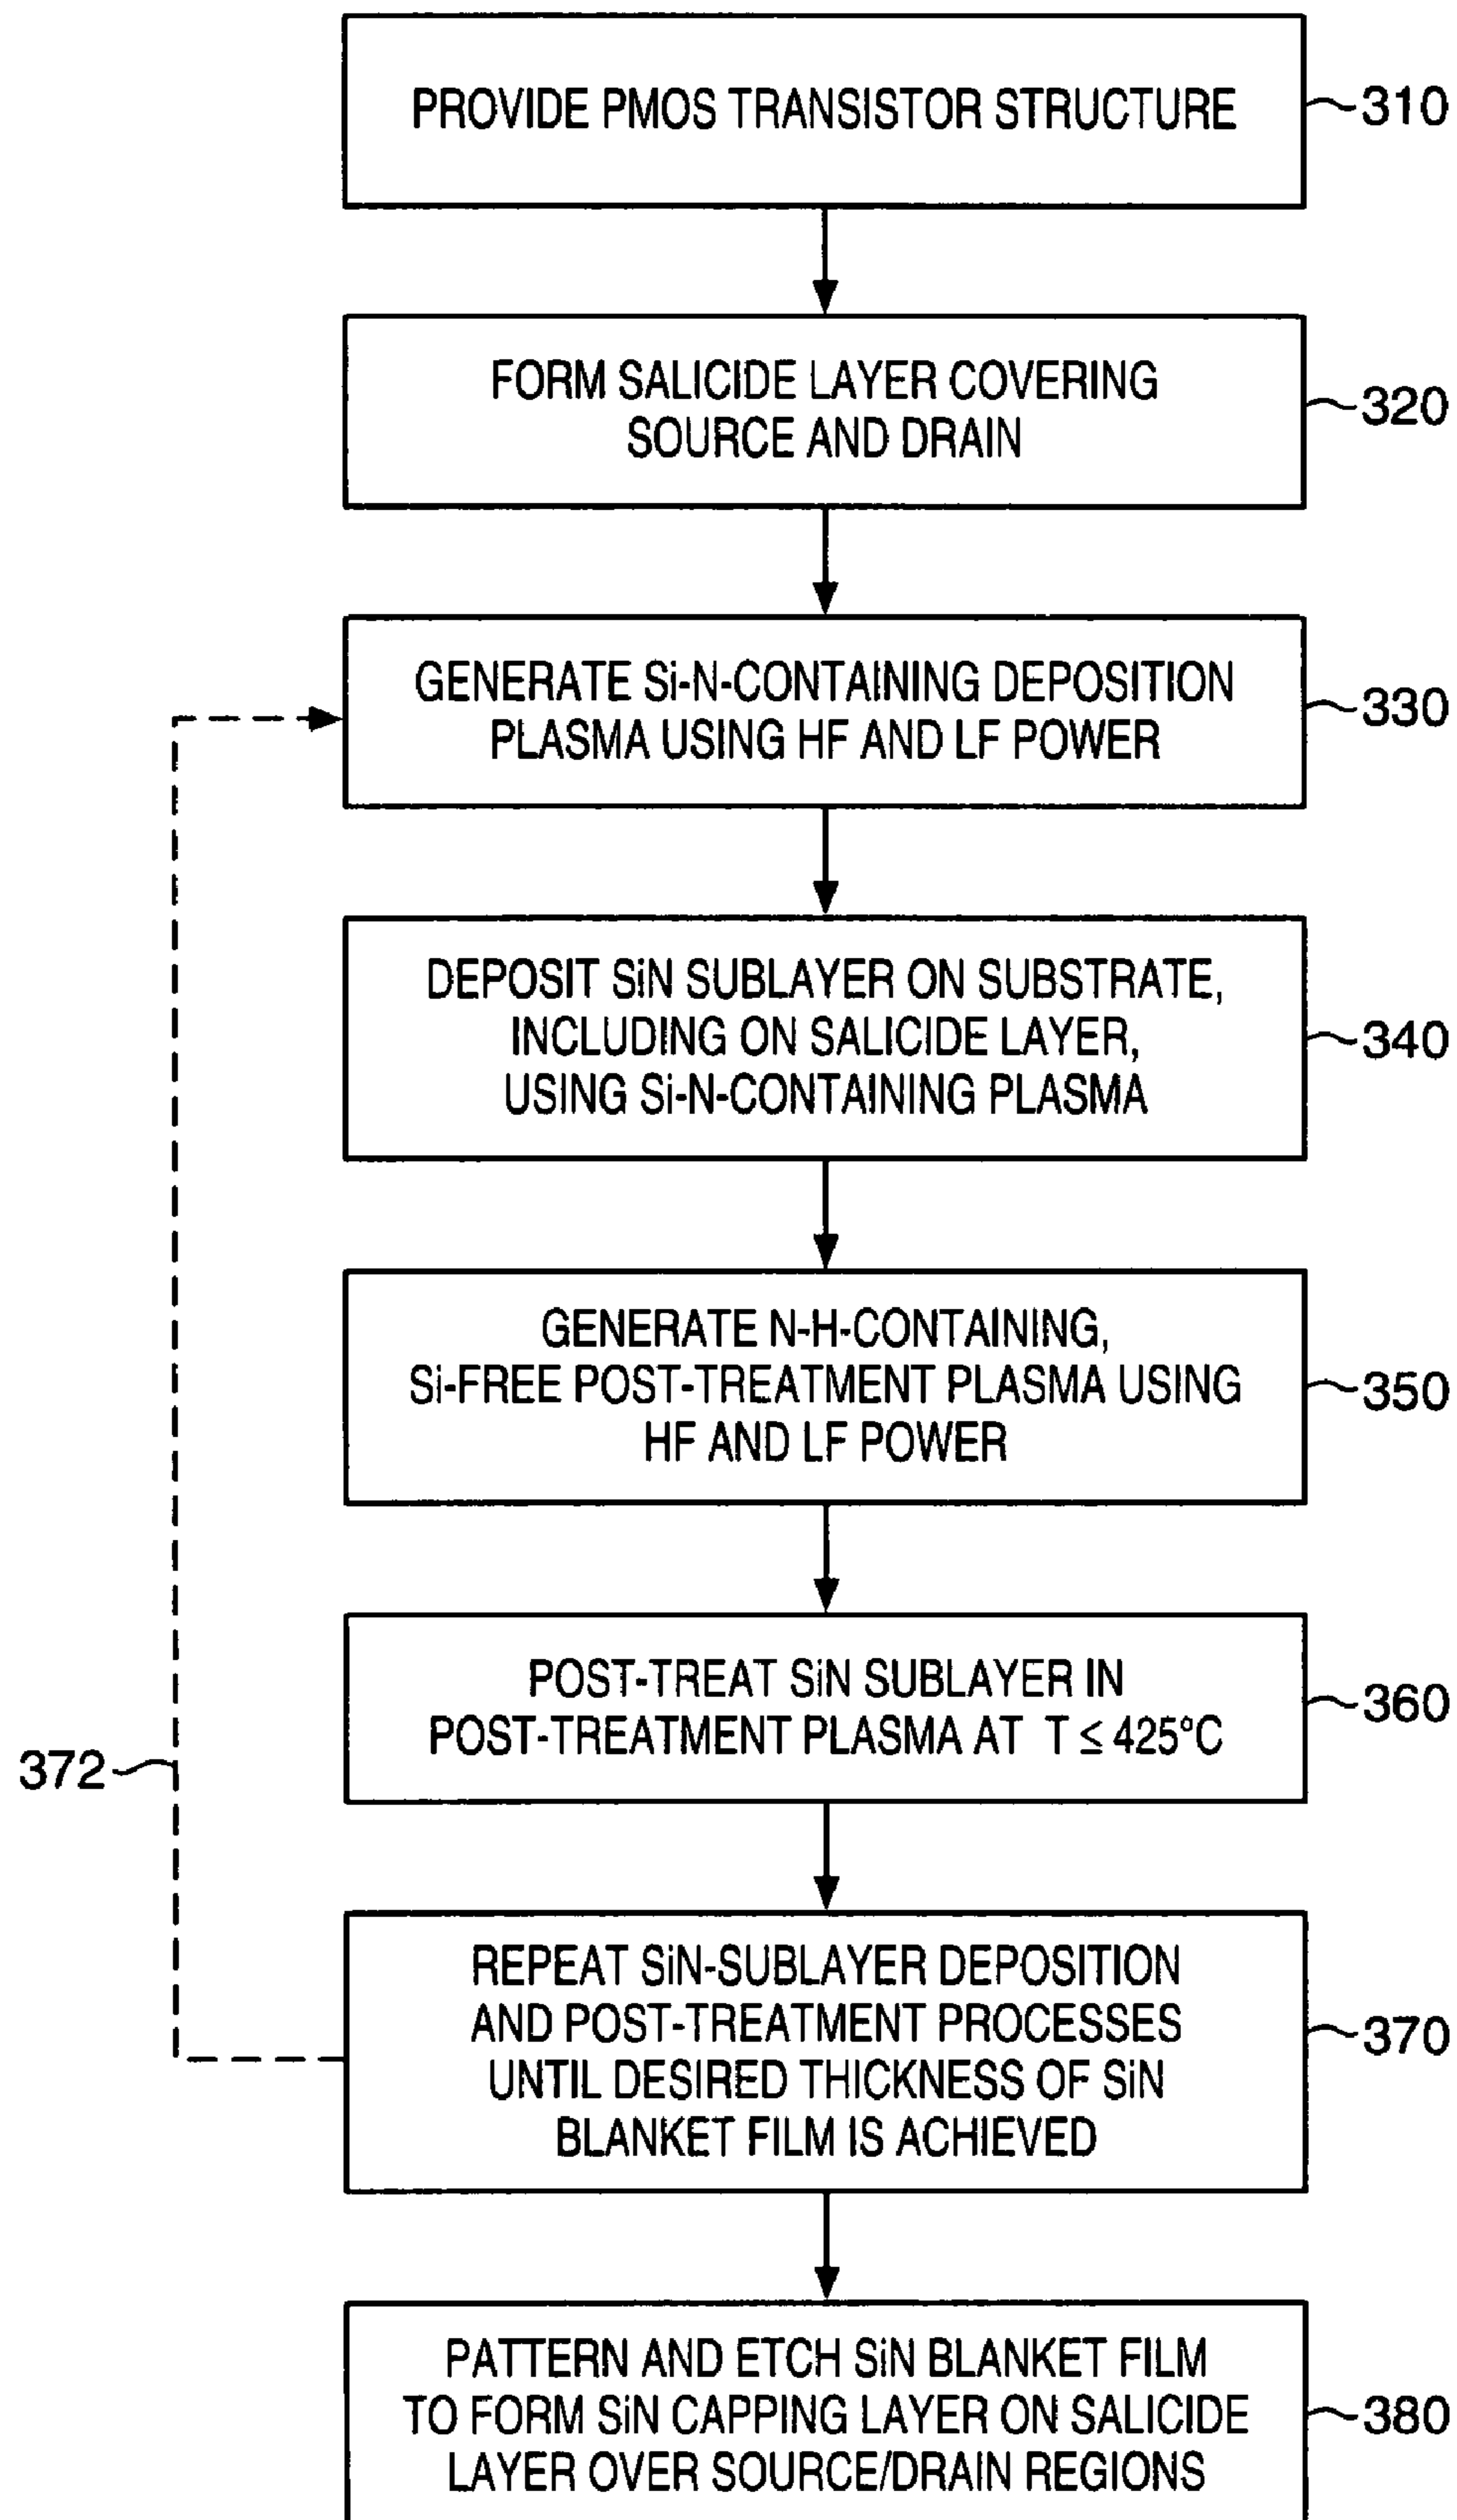 PROVIDE PMOS TRANSISTOR STRUCTURE
310
FORM SALICIDE LAYER COVERING
SOURCE AND DRAIN
320
GENERATE Si-N-CONTAINING DEPOSITION
PLASMA USING HF AND LF POWER
330
DEPOSIT SiN SUBLAYER ON SUBSTRATE,
INCLUDING ON SALICIDE LAYER,
USING Si-N-CONTAINING PLASMA
340
GENERATE N-H-CONTAINING,
Si-FREE POST-TREATMENT PLASMA USING
HF AND LF POWER
350
POST-TREAT SiN SUBLAYER IN
POST-TREATMENT PLASMA AT T ≤ 425°C
360
372
REPEAT SiN-SUBLAYER DEPOSITION
AND POST-TREATMENT PROCESSES
UNTIL DESIRED THICKNESS OF SiN
BLANKET FILM IS ACHIEVED
370
PATTERN AND ETCH SiN BLANKET FILM
TO FORM SiN CAPPING LAYER ON SALICIDE
LAYER OVER SOURCE/DRAIN REGIONS
380